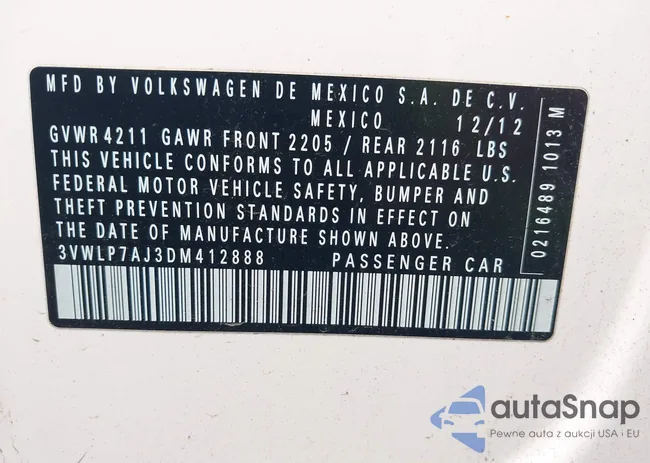 MFD BY VOLKSWAGEN DE MEXICO S.A. DE C.V.
MEXICO 12/12
GVWR 4211 GAWR FRONT 2205 / REAR 2116 LBS
THIS VEHICLE CONFORMS TO ALL APPLICABLE U.S.
FEDERAL MOTOR VEHICLE SAFETY, BUMPER AND
THEFT PREVENTION STANDARDS IN EFFECT ON
THE DATE OF MANUFACTURE SHOWN ABOVE.
3VWLP7AJ3DM412888 PASSENGER CAR
0216489 1013 M
autaSnap
Pewne auta z aukcji USA i EU